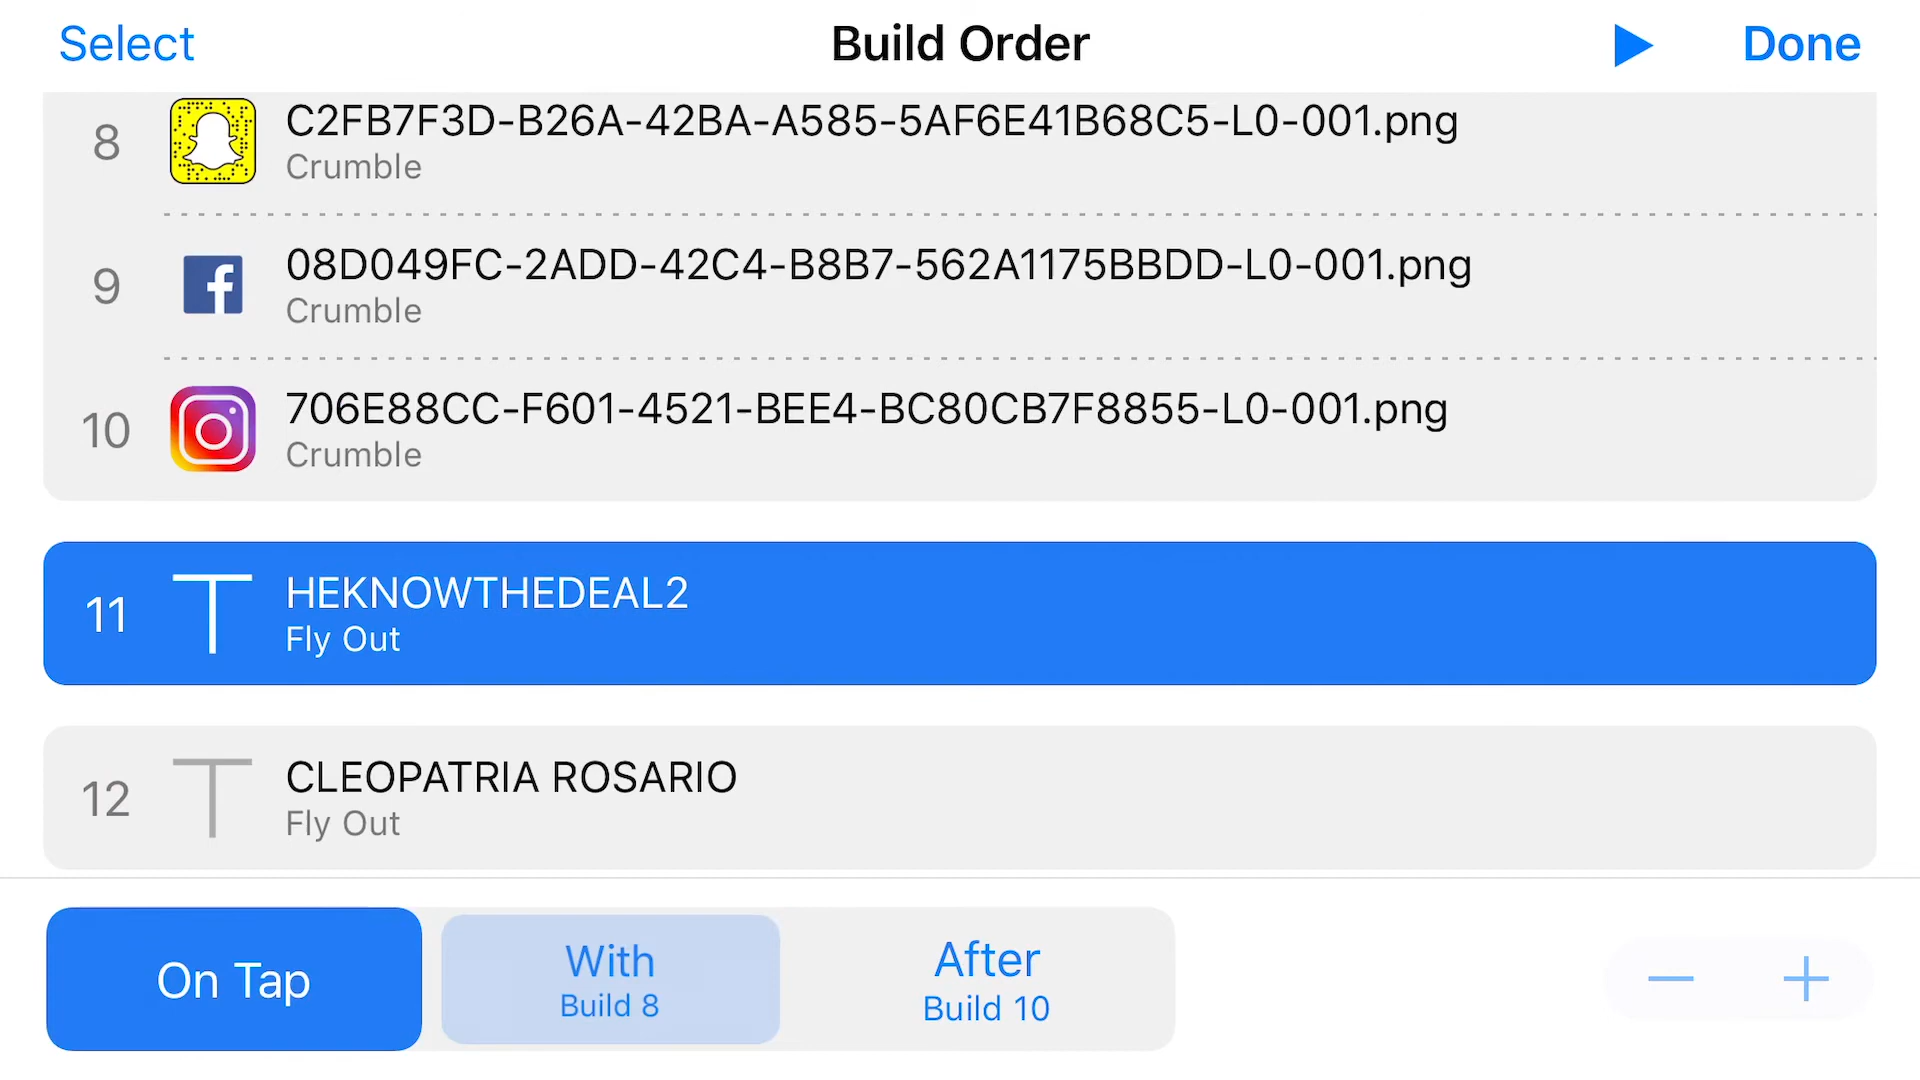 Select
Build Order
Done
8
C2FB7F3D-B26A-42BA-A585-5AF6E41B68C5-L0-001.png
Crumble
9
08D049FC-2ADD-42C4-B8B7-562A1175BBDD-L0-001.png
Crumble
10
706E88CC-F601-4521-BEE4-BC80CB7F8855-L0-001.png
Crumble
11
HEKNOWTHEDEAL2
Fly Out
12
CLEOPATRIA ROSARIO
Fly Out
On Tap
With
Build 8
After
Build 10